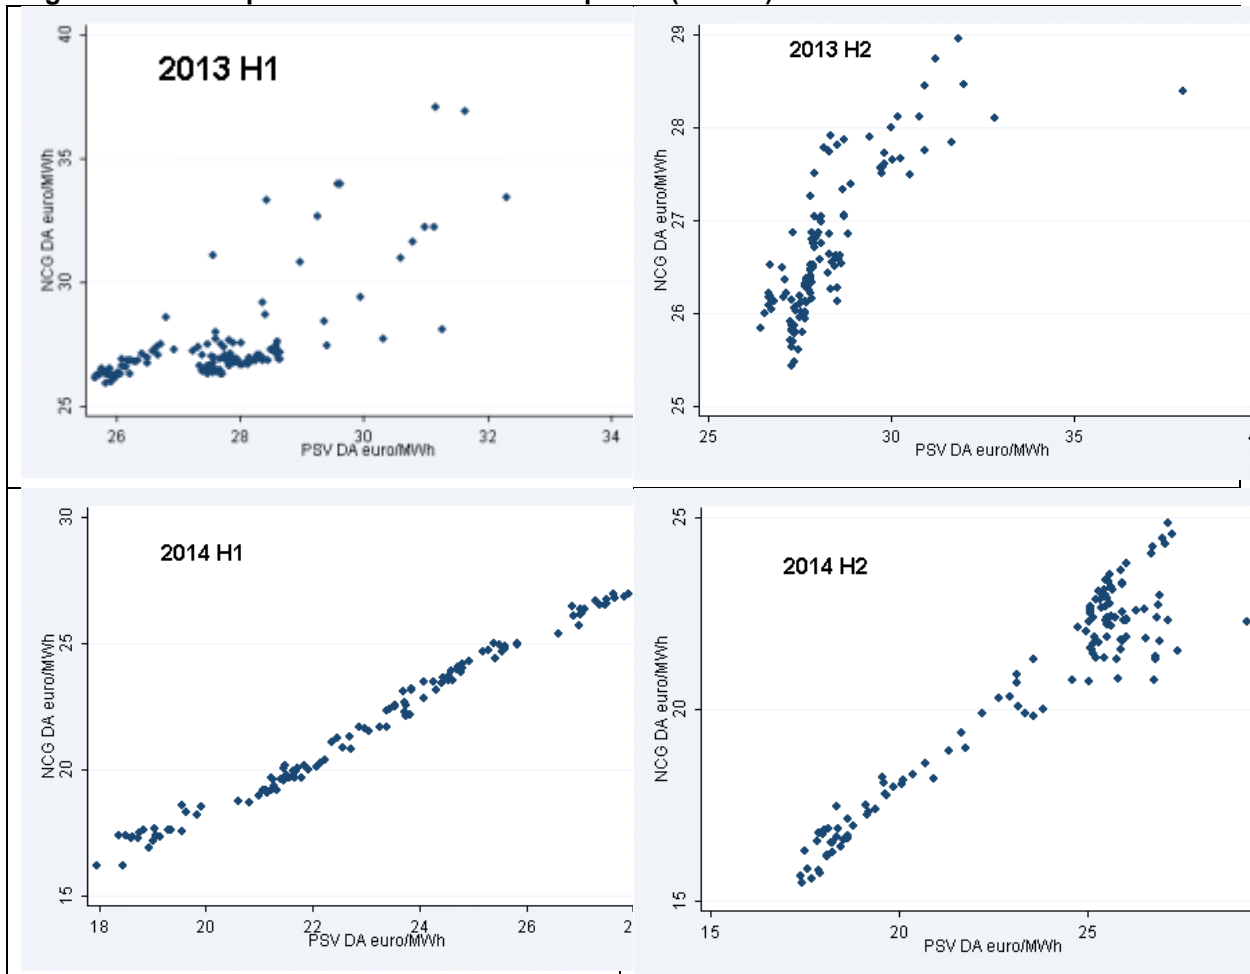 2013 H1
40
35
30
25
NCG DA euro/MWh
26 28 30 32 34
PSV DA euro/MWh
2013 H2
29
28
27
26
25
NCG DA euro/MWh
25 30 35
PSV DA euro/MWh
2014 H1
30
25
20
15
NCG DA euro/MWh
18 20 22 24 26
PSV DA euro/MWh
2014 H2
25
20
15
NCG DA euro/MWh
15 20 25
PSV DA euro/MWh